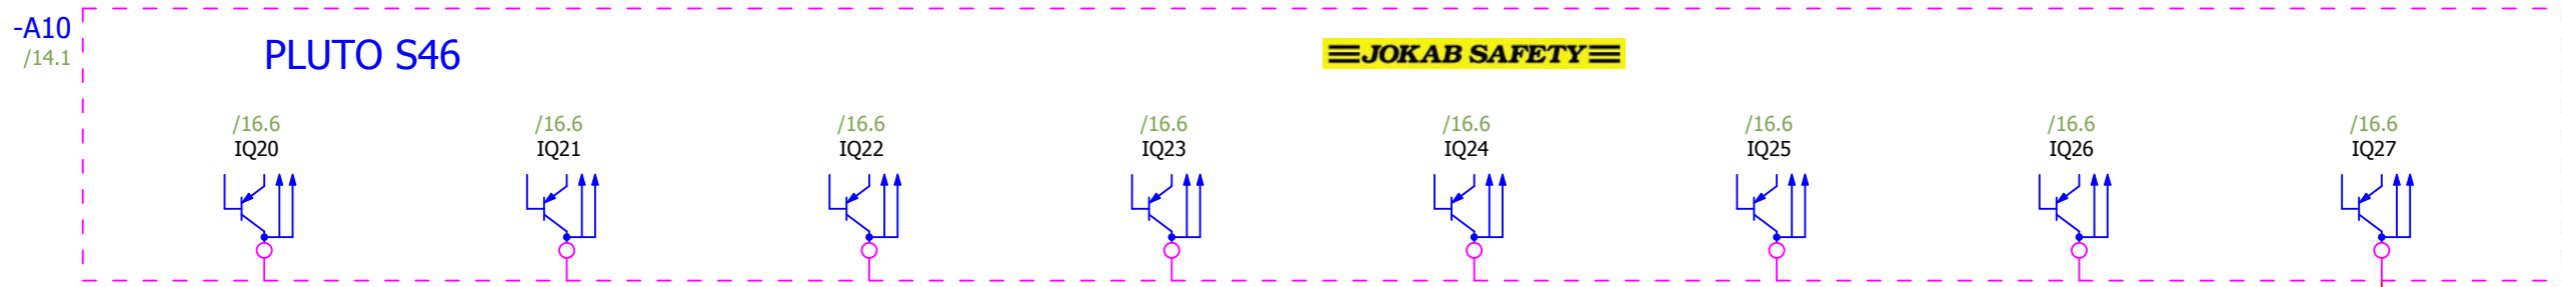 -A10
/14.1
PLUTO S46
JOKAB SAFETY
/16.6 /16.6 /16.6 /16.6 /16.6 /16.6 /16.6 /16.6
IQ20 IQ21 IQ22 IQ23 IQ24 IQ25 IQ26 IQ27